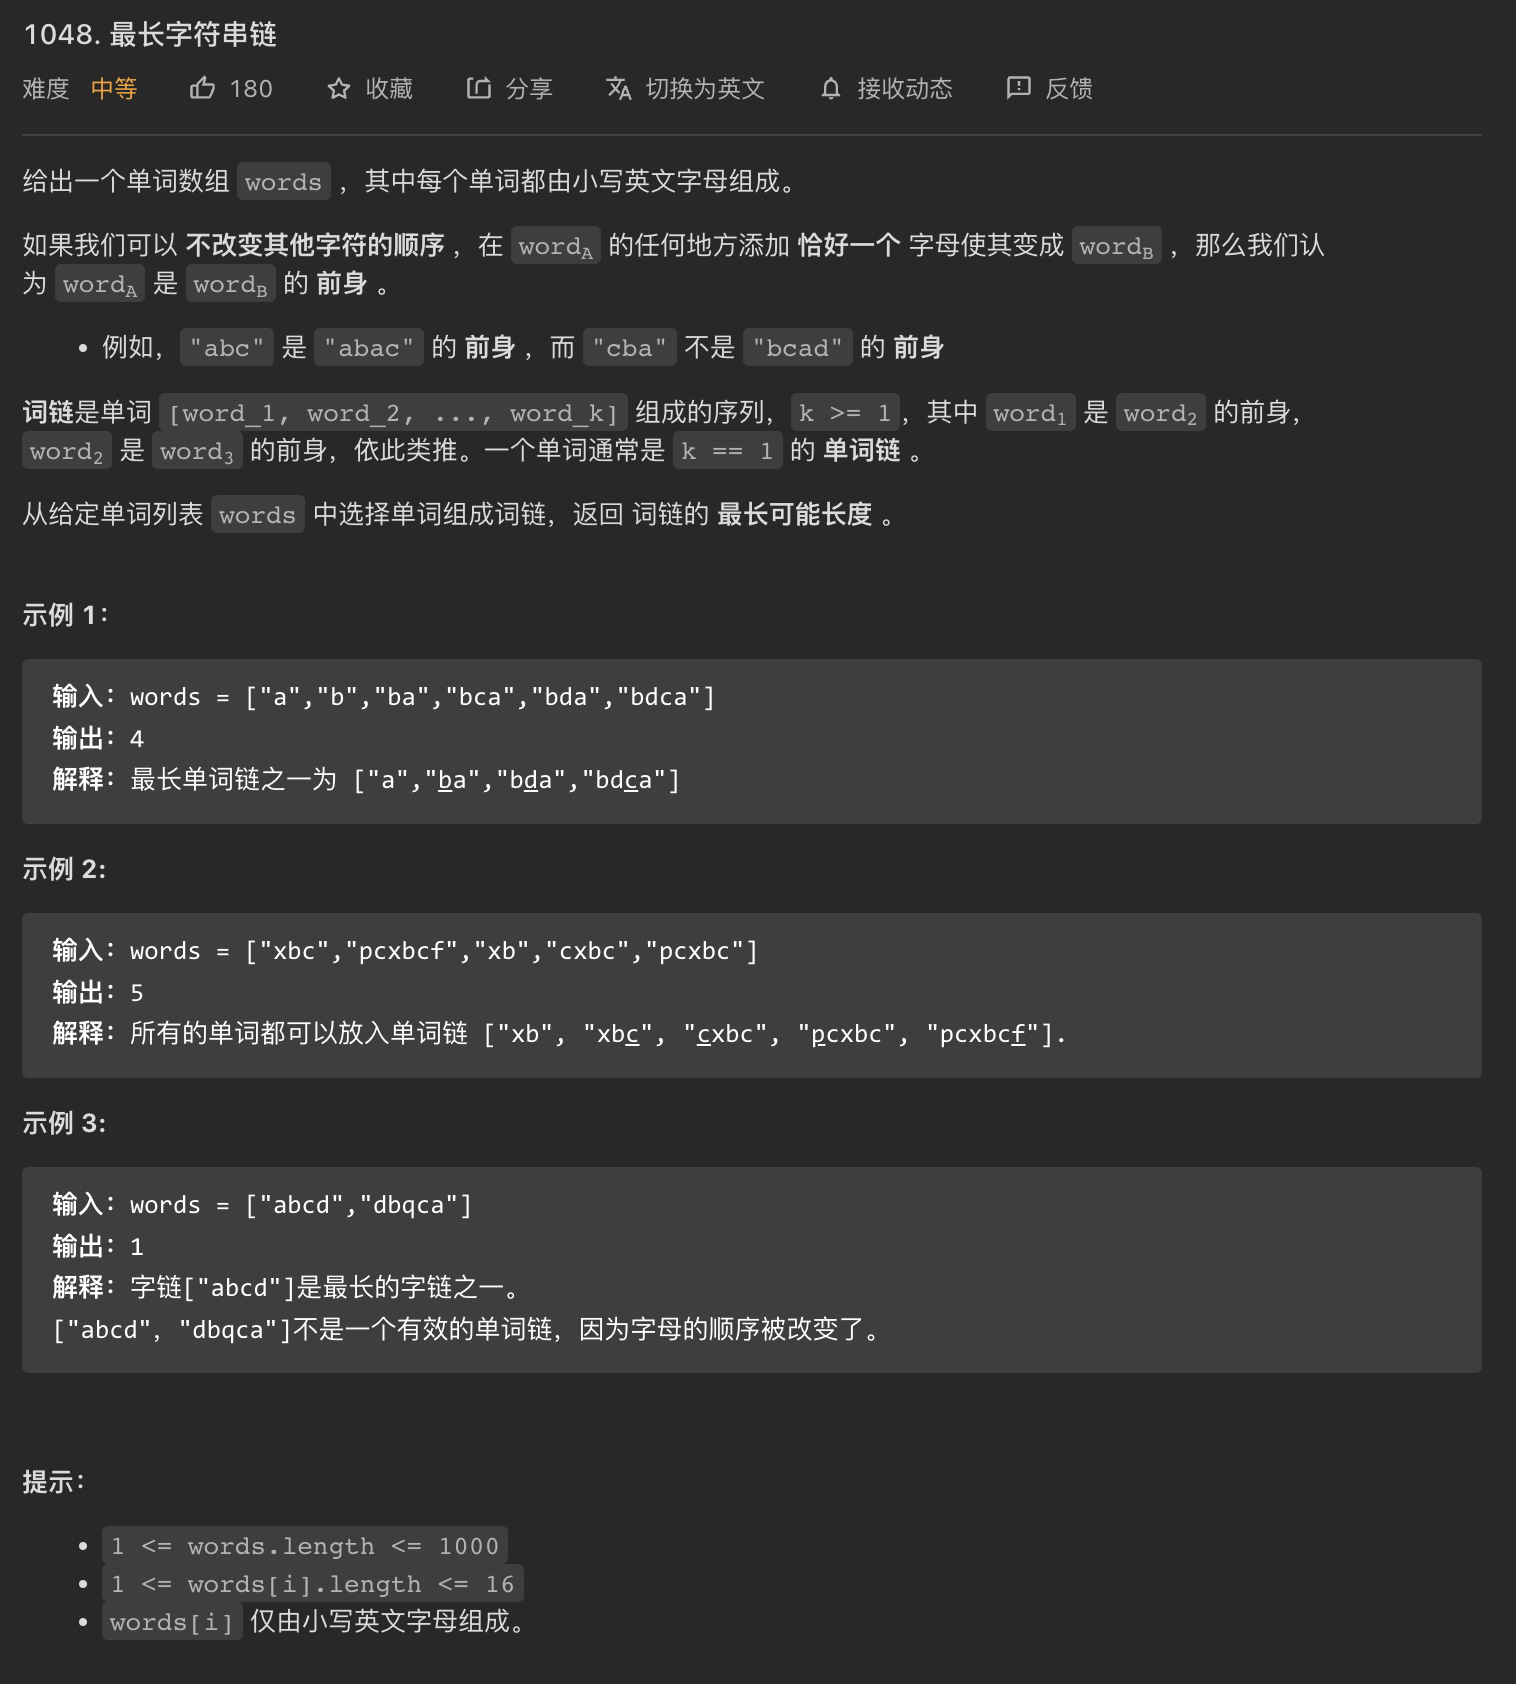 1048. 最长字符串链
难度 中等 180 收藏 分享 切换为英文 接收动态 反馈
给出一个单词数组 words ，其中每个单词都由小写英文字母组成。
如果我们可以 不改变其他字符的顺序 ，在 wordA 的任何地方添加 恰好一个 字母使其变成 wordB ，那么我们认
为 wordA 是 wordB 的 前身 。
• 例如，"abc" 是 "abac" 的 前身 ，而 "cba" 不是 "bcad" 的 前身
词链是单词 [word_1, word_2, ..., word_k] 组成的序列，k >= 1，其中 word1 是 word2 的前身，
word2 是 word3 的前身，依此类推。一个单词通常是 k == 1 的 单词链 。
从给定单词列表 words 中选择单词组成词链，返回 词链的 最长可能长度 。
示例 1：
输入：words = ["a","b","ba","bca","bda","bdca"]
输出：4
解释：最长单词链之一为 ["a","ba","bda","bdca"]
示例 2:
输入：words = ["xbc","pcxbcf","xb","cxbc","pcxbc"]
输出：5
解释：所有的单词都可以放入单词链 ["xb", "xbc", "cxbc", "pcxbc", "pcxbcf"].
示例 3:
输入：words = ["abcd","dbqca"]
输出：1
解释：字链["abcd"]是最长的字链之一。
["abcd"，"dbqca"]不是一个有效的单词链，因为字母的顺序被改变了。
提示：
• 1 <= words.length <= 1000
• 1 <= words[i].length <= 16
• words[i] 仅由小写英文字母组成。